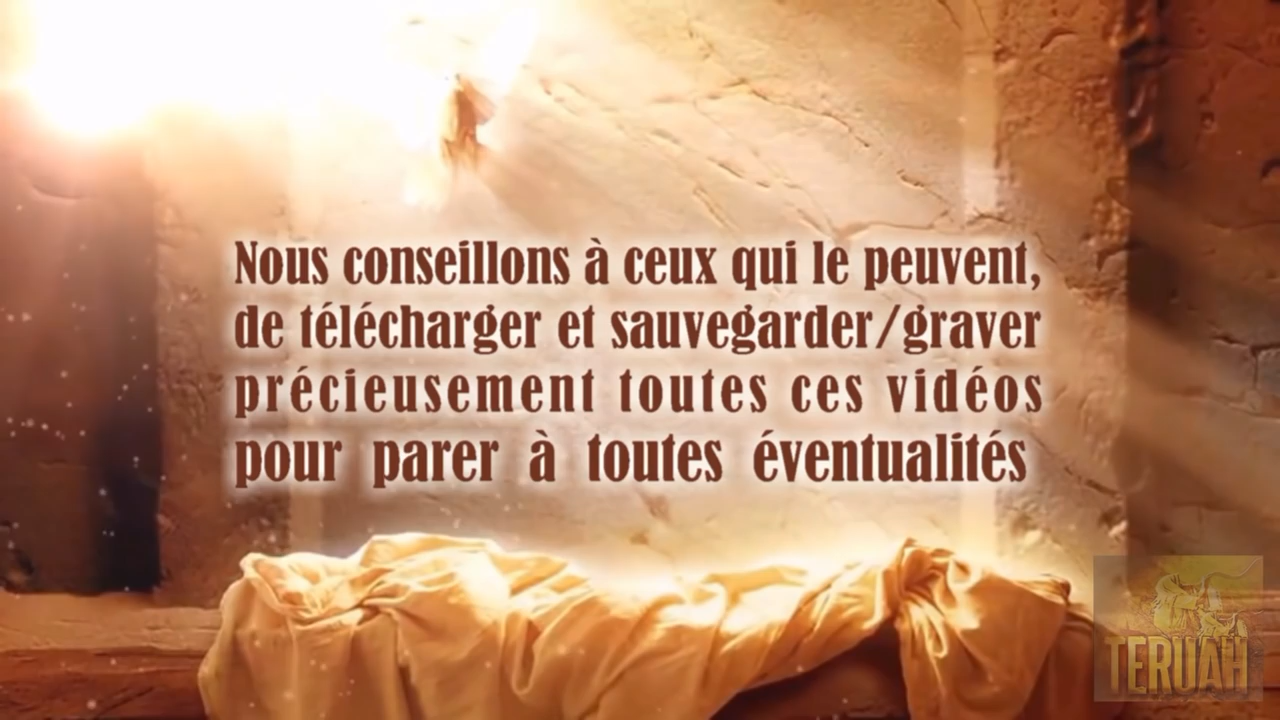 Nous conseillons à ceux qui le peuvent,
de télécharger et sauvegarder/graver
précieusement toutes ces vidéos
pour parer à toutes éventualités
TERUAH